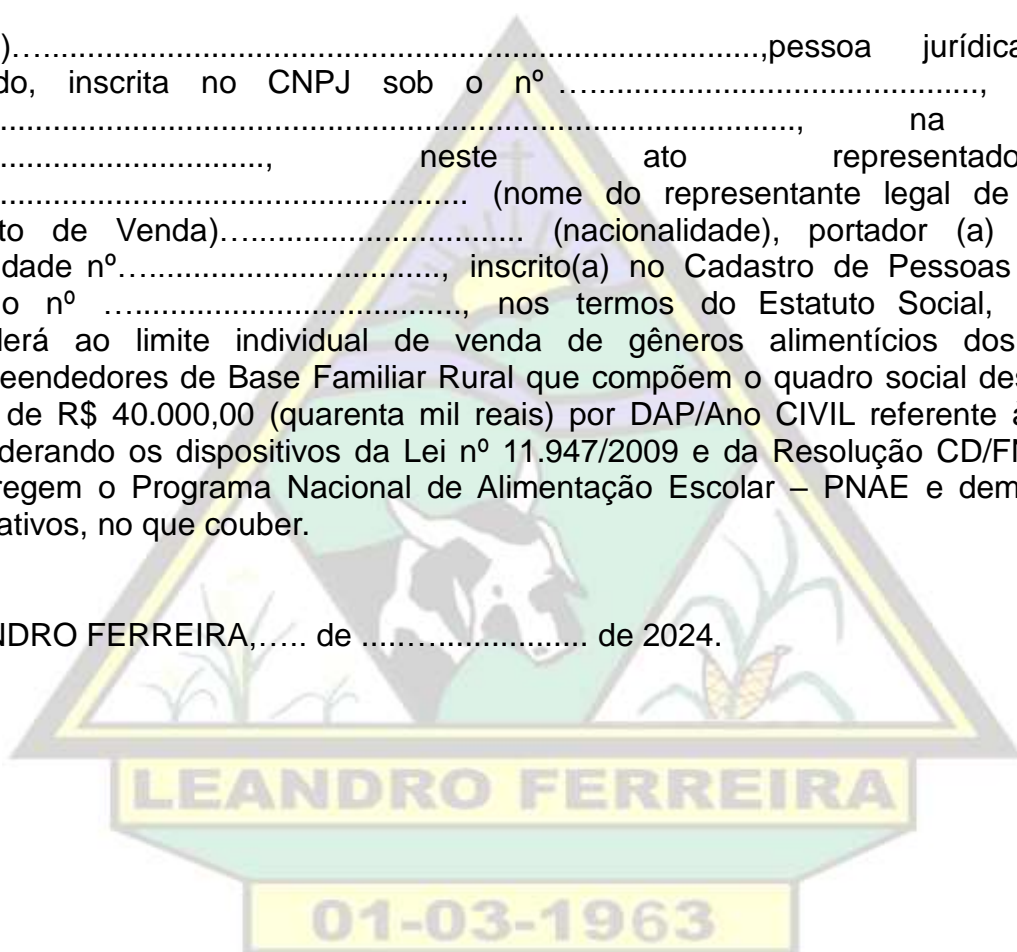 )…..........................................................................................,pessoa jurídica
do, inscrita no CNPJ sob o nº …................................................,
...................................................................................................., na
................................., neste ato representado
........................................................... (nome do representante legal de
to de Venda)…................................... (nacionalidade), portador (a)
dade nº…...................................., inscrito(a) no Cadastro de Pessoas
o nº …........................................., nos termos do Estatuto Social,
derá ao limite individual de venda de gêneros alimentícios dos
eendedores de Base Familiar Rural que compõem o quadro social des
de R$ 40.000,00 (quarenta mil reais) por DAP/Ano CIVIL referente à
derando os dispositivos da Lei nº 11.947/2009 e da Resolução CD/FN
regem o Programa Nacional de Alimentação Escolar – PNAE e dem
ativos, no que couber.
NDRO FERREIRA,….. de ......…................... de 2024.
LEANDRO FERREIRA
01-03-1963